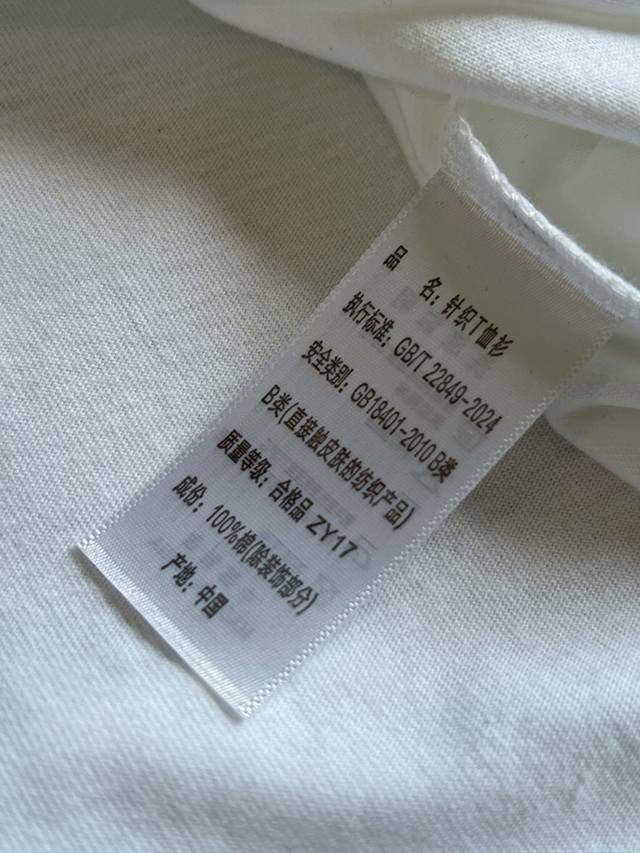 品 名：针织T恤衫
执行标准：GB/T 22849-2024
安全类别：GB18401-2010 B类
B类(直接触皮肤的纺织产品)
质量等级：合格品 ZY17
成份：100%棉(除装饰部分)
产地：中国